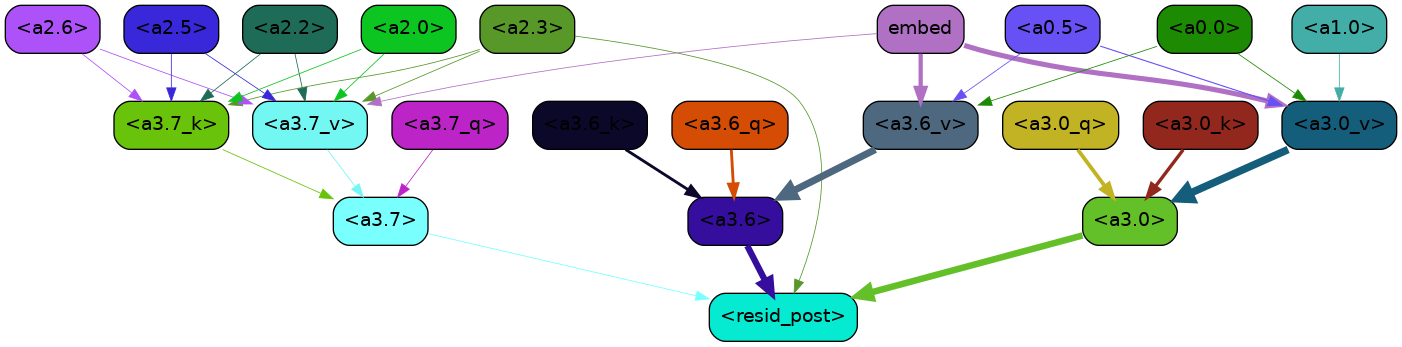 <a2.6> <a2.5> <a2.2> <a2.0> <a2.3> embed <a0.5> <a0.0> <a1.0>
<a3.7_k> <a3.7_v> <a3.7_q> <a3.6_k> <a3.6_q> <a3.6_v> <a3.0_q> <a3.0_k> <a3.0_v>
<a3.7> <a3.6> <a3.0>
<resid_post>